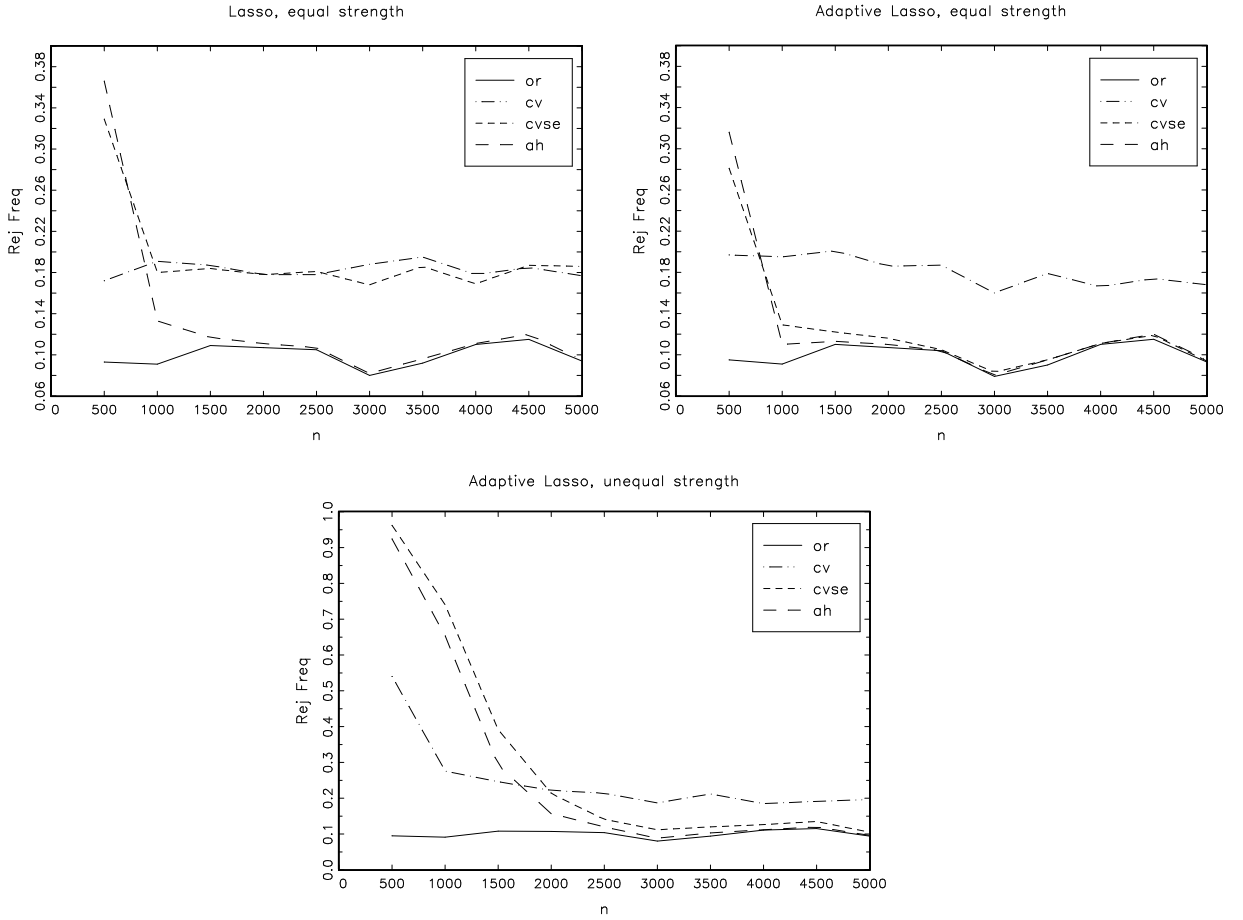 Lasso, equal strength
Rej Freq
0.38
0.34
0.30
0.26
0.22
0.18
0.14
0.10
0.06
or
cv
cvse
ah
0 500 1000 1500 2000 2500 3000 3500 4000 4500 5000
n
Adaptive Lasso, equal strength
Rej Freq
0.38
0.34
0.30
0.26
0.22
0.18
0.14
0.10
0.06
or
cv
cvse
ah
0 500 1000 1500 2000 2500 3000 3500 4000 4500 5000
n
Adaptive Lasso, unequal strength
Rej Freq
1.0
0.9
0.8
0.7
0.6
0.5
0.4
0.3
0.2
0.1
0.0
or
cv
cvse
ah
0 500 1000 1500 2000 2500 3000 3500 4000 4500 5000
n